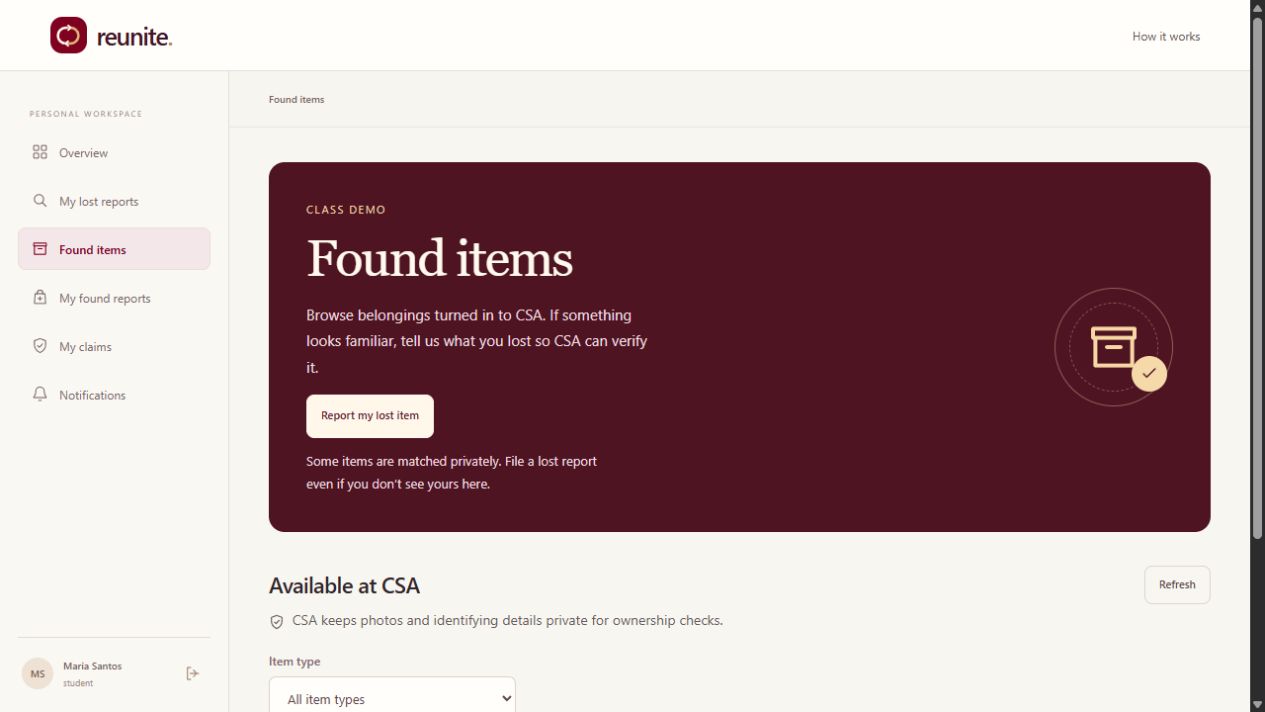 reunite.
How it works
PERSONAL WORKSPACE
Overview
My lost reports
Found items
My found reports
My claims
Notifications
MS
Maria Santos
student
Found items
CLASS DEMO
Found items
Browse belongings turned in to CSA. If something
looks familiar, tell us what you lost so CSA can verify
it.
Report my lost item
Some items are matched privately. File a lost report
even if you don't see yours here.
Available at CSA
Refresh
CSA keeps photos and identifying details private for ownership checks.
Item type
All item types